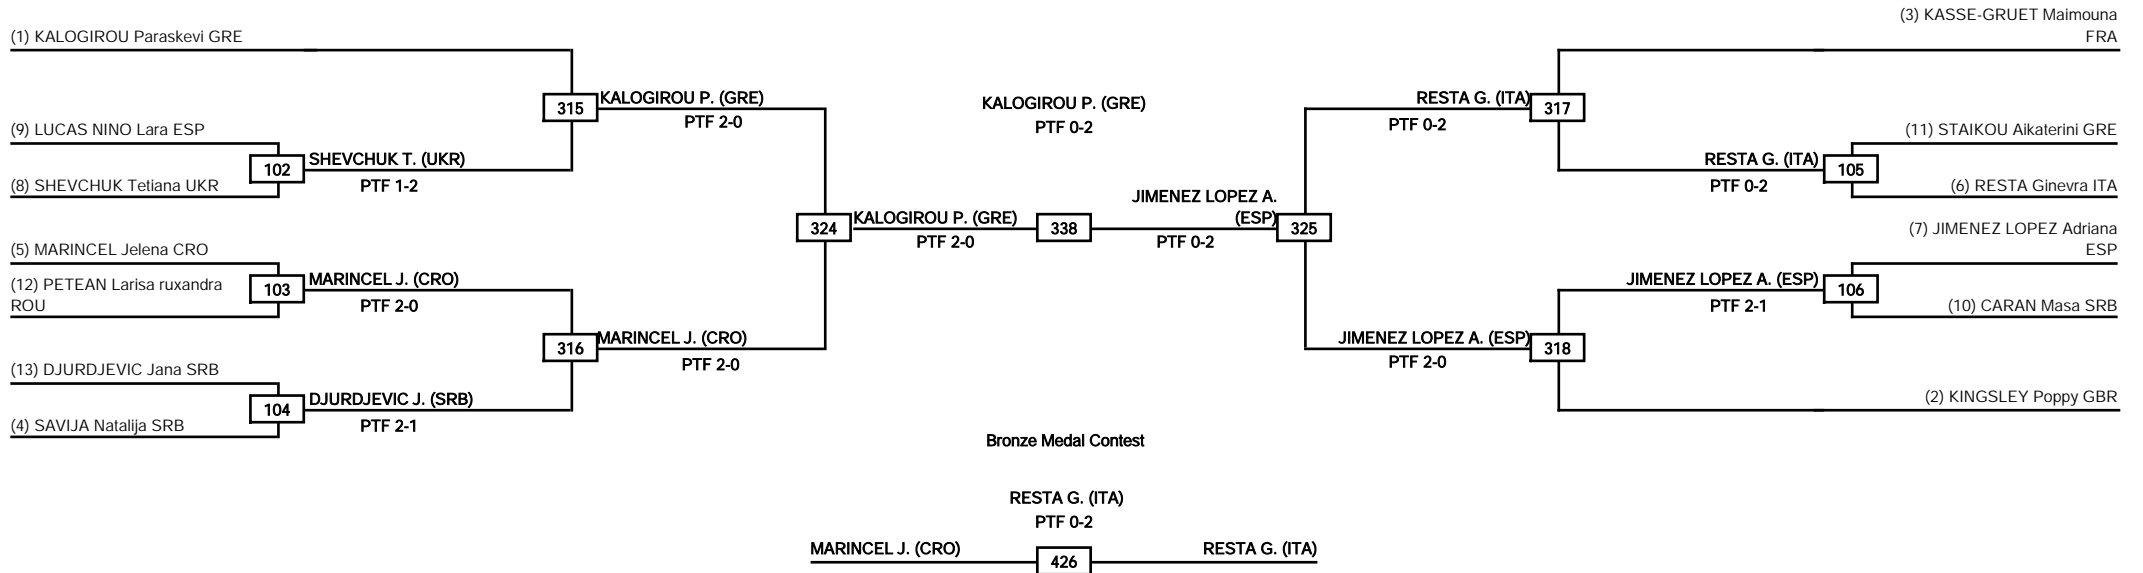 (3) KASSE-GRUET Maimouna
FRA
(1) KALOGIROU Paraskevi GRE
315
KALOGIROU P. (GRE)
PTF 2-0
KALOGIROU P. (GRE)
PTF 0-2
RESTA G. (ITA)
PTF 0-2
317
(9) LUCAS NINO Lara ESP
102
SHEVCHUK T. (UKR)
PTF 1-2
(8) SHEVCHUK Tetiana UKR
(11) STAIKOU Aikaterini GRE
RESTA G. (ITA)
PTF 0-2
105
(6) RESTA Ginevra ITA
324
KALOGIROU P. (GRE)
PTF 2-0
338
JIMENEZ LOPEZ A.
(ESP)
PTF 0-2
325
(5) MARINCEL Jelena CRO
103
MARINCEL J. (CRO)
PTF 2-0
(12) PETEAN Larisa ruxandra
ROU
(7) JIMENEZ LOPEZ Adriana
ESP
JIMENEZ LOPEZ A. (ESP)
PTF 2-1
106
(10) CARAN Masa SRB
316
MARINCEL J. (CRO)
PTF 2-0
JIMENEZ LOPEZ A. (ESP)
PTF 2-0
318
(13) DJURDJEVIC Jana SRB
104
DJURDJEVIC J. (SRB)
PTF 2-1
(4) SAVIJA Natalija SRB
(2) KINGSLEY Poppy GBR
Bronze Medal Contest
RESTA G. (ITA)
PTF 0-2
MARINCEL J. (CRO)
426
RESTA G. (ITA)